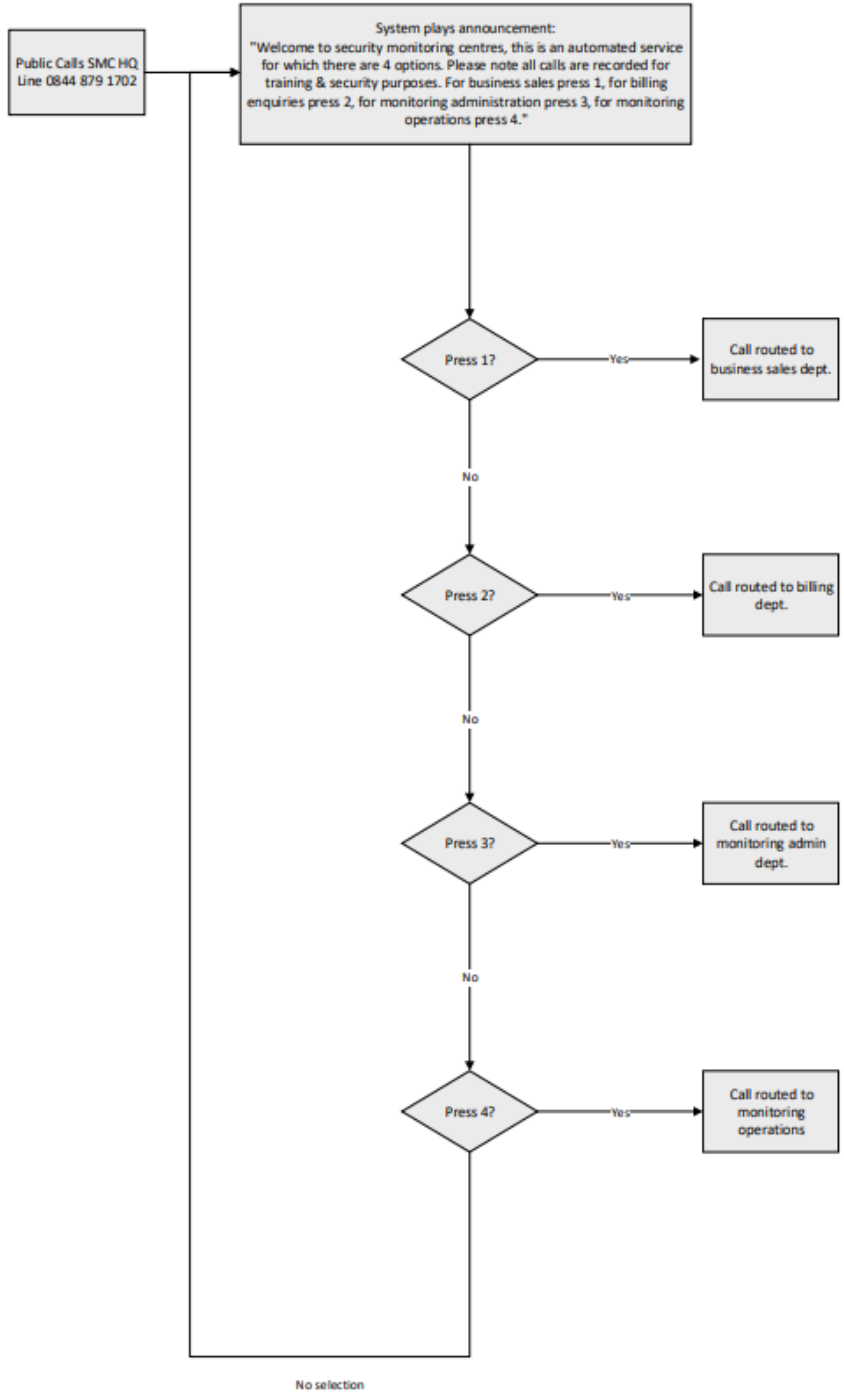 Public Calls SMC HQ
Line 0844 879 1702
System plays announcement:
"Welcome to security monitoring centres, this is an automated service
for which there are 4 options. Please note all calls are recorded for
training & security purposes. For business sales press 1, for billing
enquiries press 2, for monitoring administration press 3, for monitoring
operations press 4."
Press 1?
Yes
Call routed to
business sales dept.
No
Press 2?
Yes
Call routed to billing
dept.
No
Press 3?
Yes
Call routed to
monitoring admin
dept.
No
Press 4?
Yes
Call routed to
monitoring
operations
No selection